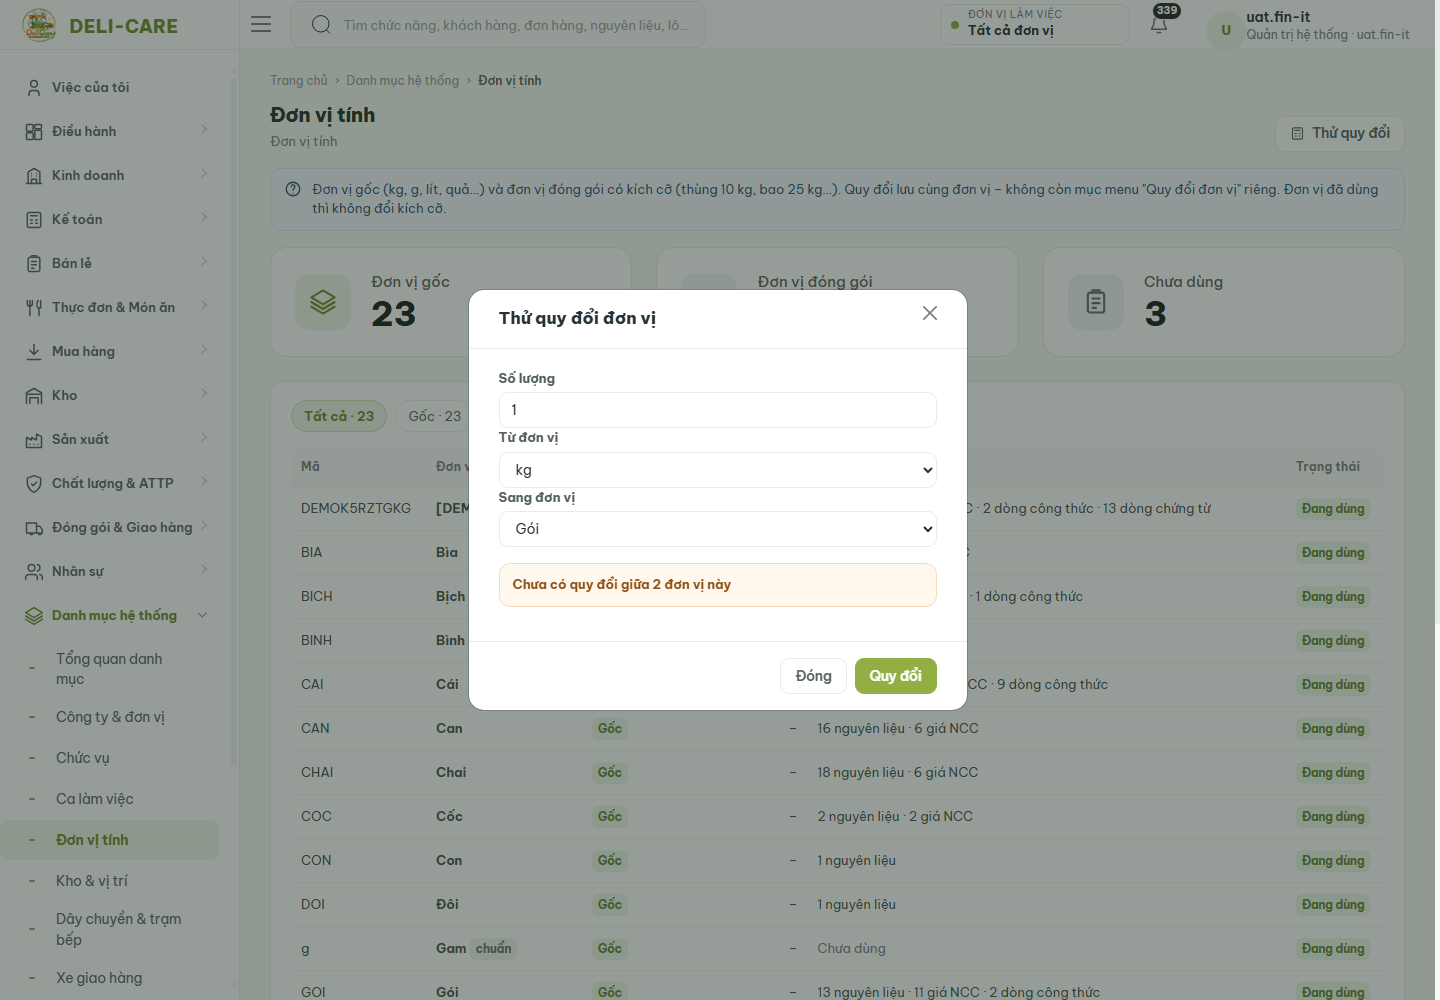 DELI-CARE
Tìm chức năng, khách hàng, đơn hàng, nguyên liệu, lô...
ĐƠN VỊ LÀM VIỆC
Tất cả đơn vị
339
U
uat.fin-it
Quản trị hệ thống · uat.fin-it
Việc của tôi
Điều hành
Kinh doanh
Kế toán
Bán lẻ
Thực đơn & Món ăn
Mua hàng
Kho
Sản xuất
Chất lượng & ATTP
Đóng gói & Giao hàng
Nhân sự
Danh mục hệ thống
Tổng quan danh
mục
Công ty & đơn vị
Chức vụ
Ca làm việc
Đơn vị tính
Kho & vị trí
Dây chuyền & trạm
bếp
Xe giao hàng
Trang chủ › Danh mục hệ thống › Đơn vị tính
Đơn vị tính
Đơn vị tính
Thử quy đổi
Đơn vị gốc (kg, g, lít, quả...) và đơn vị đóng gói có kích cỡ (thùng 10 kg, bao 25 kg...). Quy đổi lưu cùng đơn vị – không còn mục menu "Quy đổi đơn vị" riêng. Đơn vị đã dùng
thì không đổi kích cỡ.
Đơn vị gốc
23
Đơn vị đóng gói
Chưa dùng
3
Tất cả · 23
Gốc · 23
Mã
Đơn v
Trạng thái
DEMOK5RZTGKG [DEM C · 2 dòng công thức · 13 dòng chứng từ Đang dùng
BIA Bìa Đang dùng
BICH Bịch · 1 dòng công thức Đang dùng
BINH Bình Đang dùng
CAI Cái CC · 9 dòng công thức Đang dùng
CAN Can Gốc – 16 nguyên liệu · 6 giá NCC Đang dùng
CHAI Chai Gốc – 18 nguyên liệu · 6 giá NCC Đang dùng
COC Cốc Gốc – 2 nguyên liệu · 2 giá NCC Đang dùng
CON Con Gốc – 1 nguyên liệu Đang dùng
DOI Đôi Gốc – 1 nguyên liệu Đang dùng
g Gam chuẩn Gốc – Chưa dùng Đang dùng
GOI Gói Gốc – 13 nguyên liệu · 11 giá NCC · 2 dòng công thức Đang dùng
Thử quy đổi đơn vị
Số lượng
1
Từ đơn vị
kg
Sang đơn vị
Gói
Chưa có quy đổi giữa 2 đơn vị này
Đóng
Quy đổi